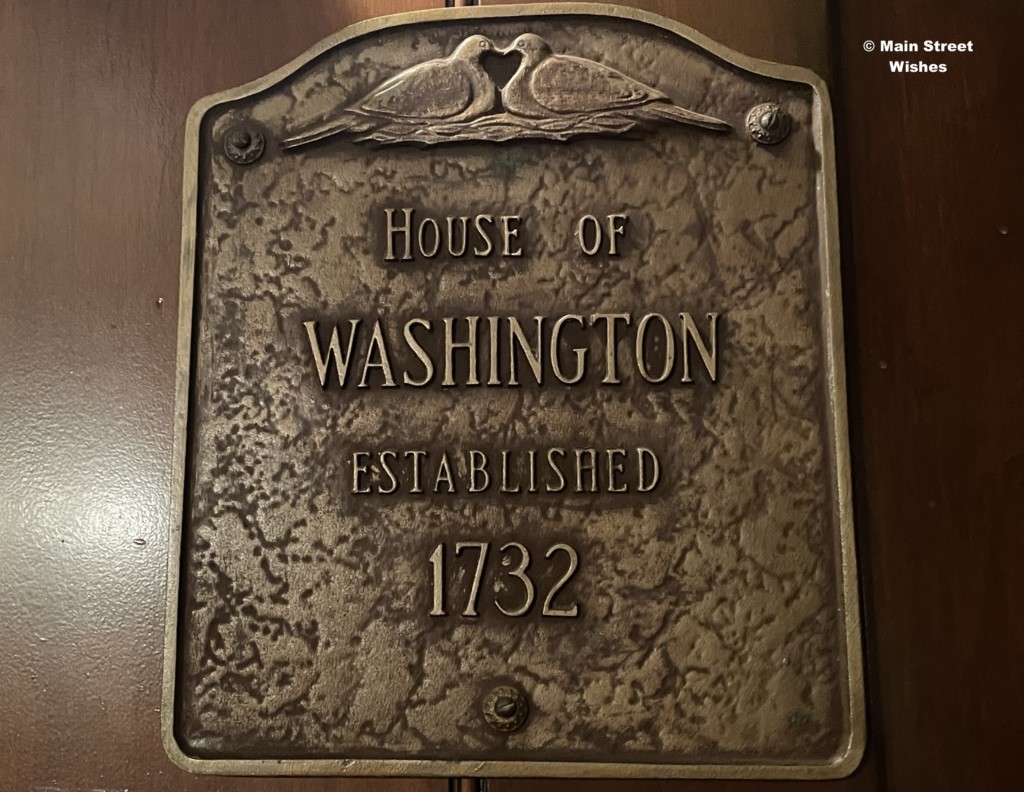 © Main Street
Wishes
House of
WASHINGTON
ESTABLISHED
1732